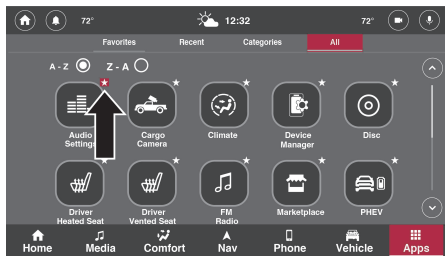 72° 12:32 72°
Favorites Recent Categories All
A - Z Z - A
Audio Settings
Cargo Camera
Climate
Device Manager
Disc
Driver Heated Seat
Driver Vented Seat
FM Radio
Marketplace
PHEV
Home Media Comfort Nav Phone Vehicle Apps